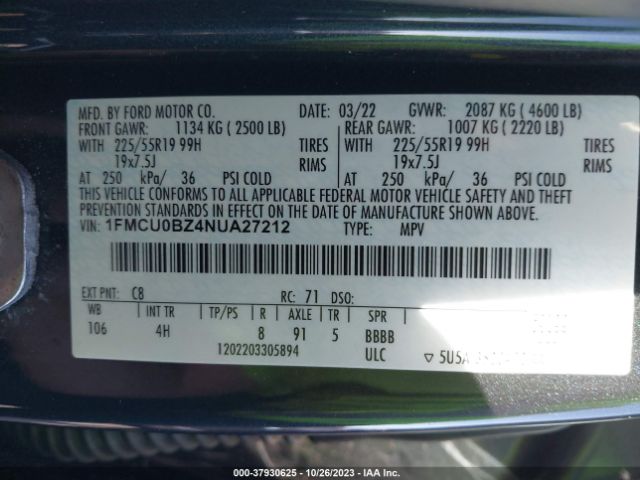 MFD. BY FORD MOTOR CO. DATE: 03/22 GVWR: 2087 KG (4600 LB)
FRONT GAWR: 1134 KG (2500 LB) REAR GAWR: 1007 KG (2220 LB)
WITH 225/55R19 99H TIRES WITH 225/55R19 99H TIRES
19x7.5J RIMS 19x7.5J RIMS
AT 250 kPa/ 36 PSI COLD AT 250 kPa/ 36 PSI COLD
THIS VEHICLE CONFORMS TO ALL APPLICABLE FEDERAL MOTOR VEHICLE SAFETY AND THEFT
PREVENTION STANDARDS IN EFFECT ON THE DATE OF MANUFACTURE SHOWN ABOVE.
VIN: 1FMCU0BZ4NUA27212 TYPE: MPV
EXT PNT: C8 RC: 71 DSO:
WB INT TR TP/PS R AXLE TR SPR
106 4H 8 91 5 BBBB
1202203305894 ULC
000-37930625 - 10/26/2023 - IAAI.COM